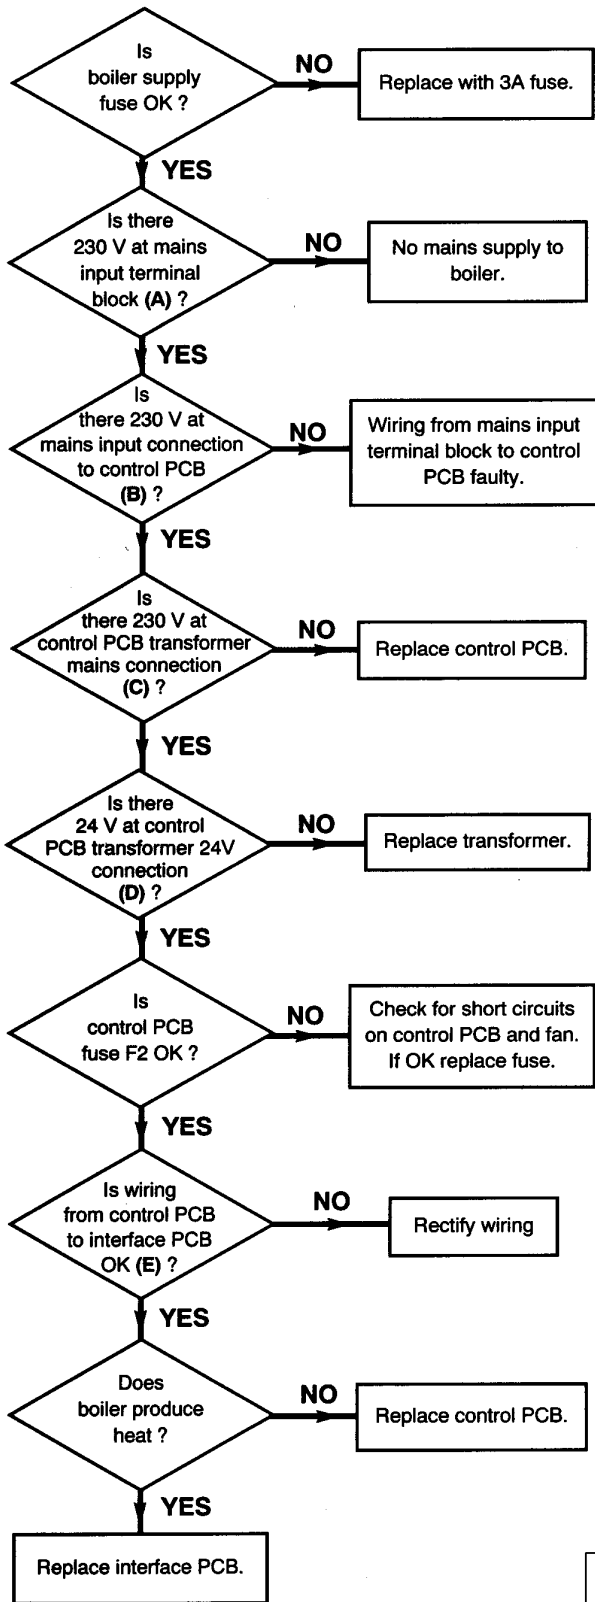 Is
boiler supply
fuse OK ?
NO
Replace with 3A fuse.
YES
Is there
230 V at mains
input terminal
block (A) ?
NO
No mains supply to
boiler.
YES
Is
there 230 V at
mains input connection
to control PCB
(B) ?
NO
Wiring from mains input
terminal block to control
PCB faulty.
YES
Is
there 230 V at
control PCB transformer
mains connection
(C) ?
NO
Replace control PCB.
YES
Is there
24 V at control
PCB transformer 24V
connection
(D) ?
NO
Replace transformer.
YES
Is
control PCB
fuse F2 OK ?
NO
Check for short circuits
on control PCB and fan.
If OK replace fuse.
YES
Is wiring
from control PCB
to interface PCB
OK (E) ?
NO
Rectify wiring
YES
Does
boiler produce
heat ?
NO
Replace control PCB.
YES
Replace interface PCB.